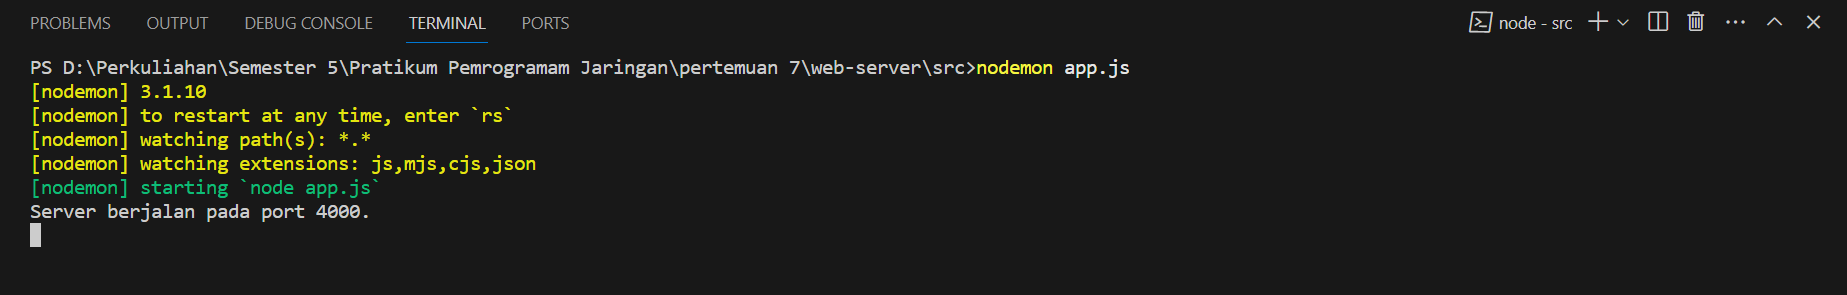 PROBLEMS OUTPUT DEBUG CONSOLE TERMINAL PORTS node - src
PS D:\Perkuliahan\Semester 5\Pratikum Pemrogramam Jaringan\pertemuan 7\web-server\src>nodemon app.js
[nodemon] 3.1.10
[nodemon] to restart at any time, enter `rs`
[nodemon] watching path(s): *.*
[nodemon] watching extensions: js,mjs,cjs,json
[nodemon] starting `node app.js`
Server berjalan pada port 4000.